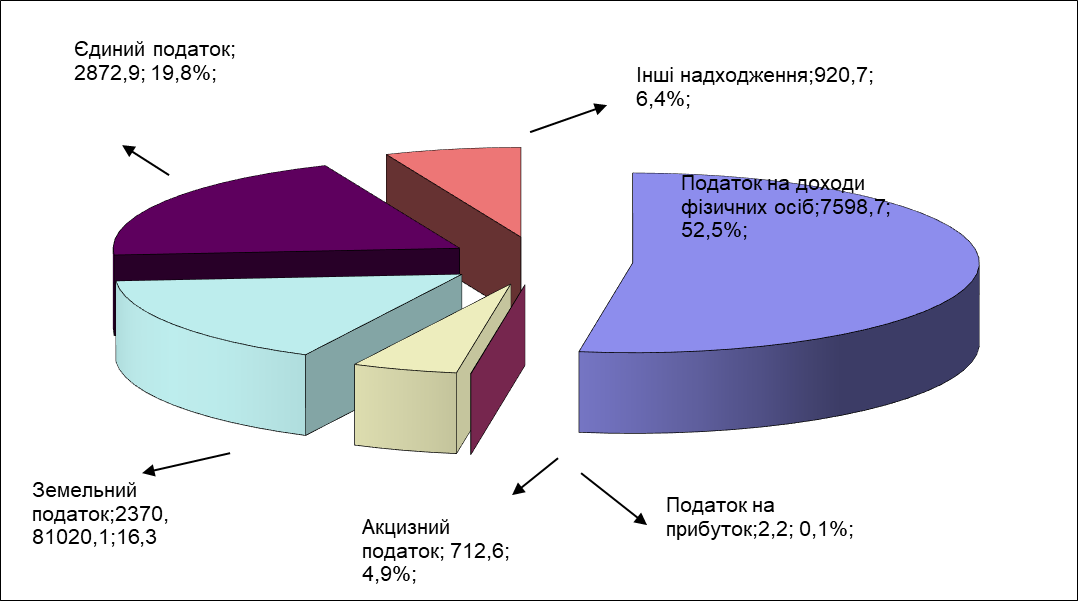 Єдиний податок;
2872,9; 19,8%;
Інші надходження;920,7;
6,4%;
Податок на доходи
фізичних осіб;7598,7;
52,5%;
Земельний
податок;2370,
81020,1;16,3
Акцизний
податок; 712,6;
4,9%;
Податок на
прибуток;2,2; 0,1%;